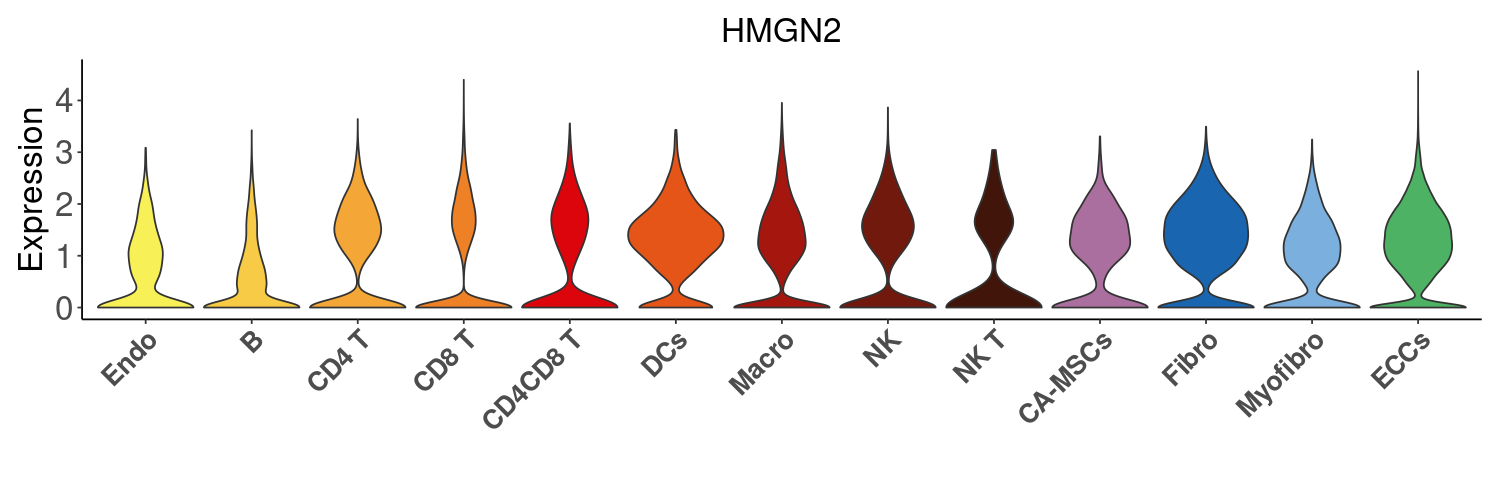 HMGN2
Expression
4
3
2
1
0
Endo
B
CD4 T
CD8 T
CD4CD8 T
DCs
Macro
NK
NK T
CA-MSCs
Fibro
Myofibro
ECCs